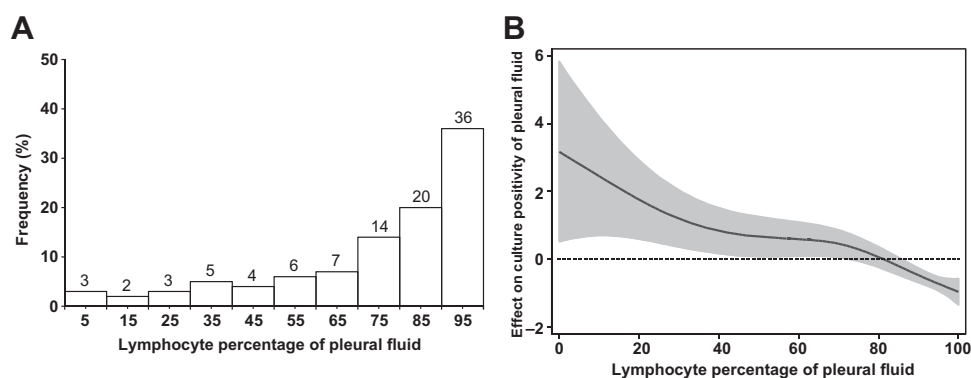 A
Frequency (%)
50
40
30
20
10
0
3
2
3
5
4
6
7
14
20
36
5 15 25 35 45 55 65 75 85 95
Lymphocyte percentage of pleural fluid
B
Effect on culture positivity of pleural fluid
6
4
2
0
–2
0 20 40 60 80 100
Lymphocyte percentage of pleural fluid